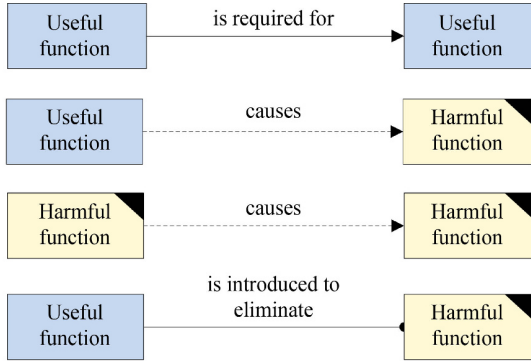 Useful
function
is required for
Useful
function
Useful
function
causes
Harmful
function
Harmful
function
causes
Harmful
function
Useful
function
is introduced to
eliminate
Harmful
function